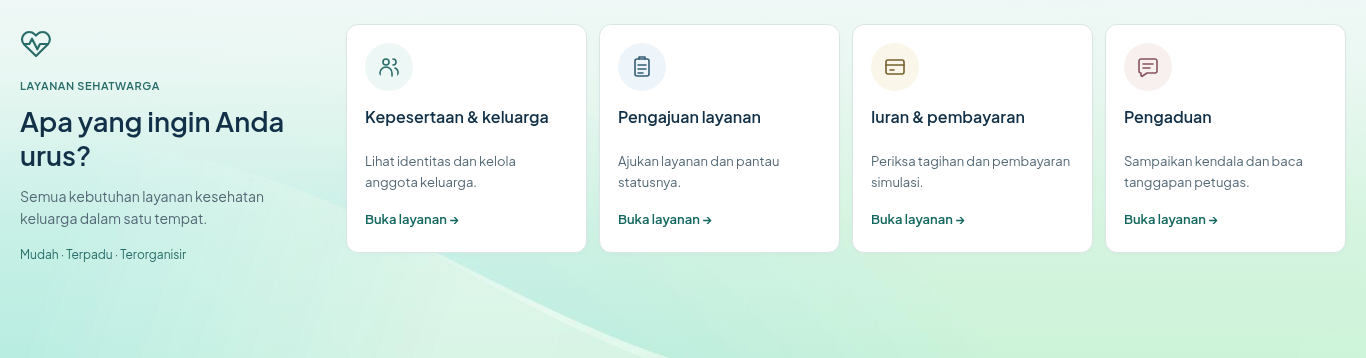 LAYANAN SEHATWARGA
Apa yang ingin Anda
urus?
Semua kebutuhan layanan kesehatan
keluarga dalam satu tempat.
Mudah · Terpadu · Terorganisir
Kepesertaan & keluarga
Lihat identitas dan kelola
anggota keluarga.
Buka layanan →
Pengajuan layanan
Ajukan layanan dan pantau
statusnya.
Buka layanan →
Iuran & pembayaran
Periksa tagihan dan pembayaran
simulasi.
Buka layanan →
Pengaduan
Sampaikan kendala dan baca
tanggapan petugas.
Buka layanan →